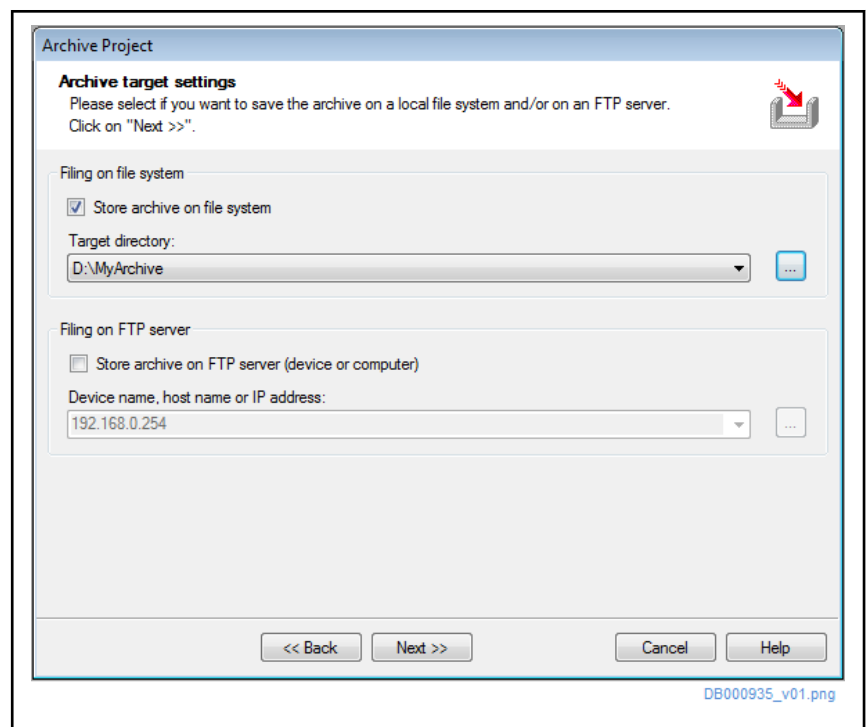 Archive Project
Archive target settings
Please select if you want to save the archive on a local file system and/or on an FTP server.
Click on "Next >>".
Filing on file system
Store archive on file system
Target directory:
D:\MyArchive
...
Filing on FTP server
Store archive on FTP server (device or computer)
Device name, host name or IP address:
192.168.0.254
...
<< Back Next >> Cancel Help
DB000935_v01.png